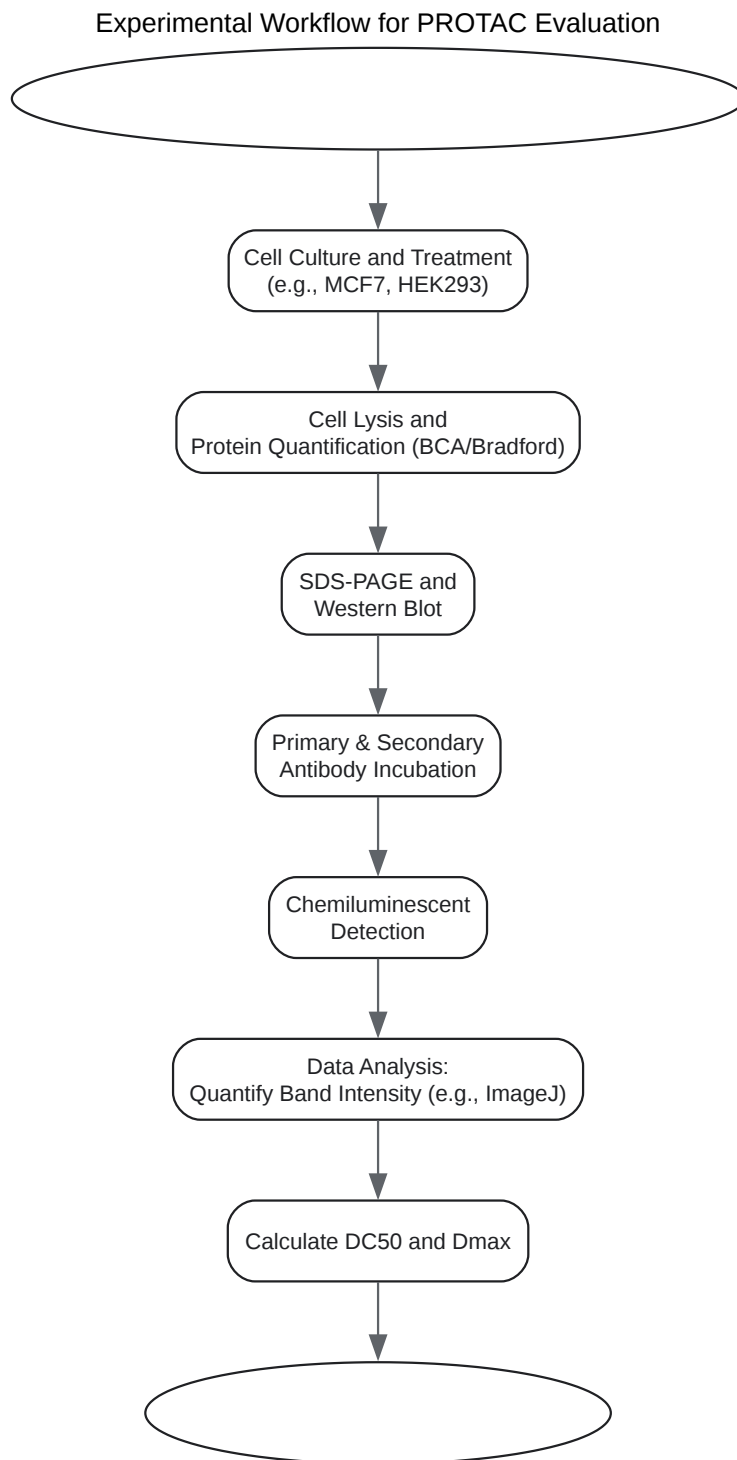 Experimental Workflow for PROTAC Evaluation
Cell Culture and Treatment
(e.g., MCF7, HEK293)
Cell Lysis and
Protein Quantification (BCA/Bradford)
SDS-PAGE and
Western Blot
Primary & Secondary
Antibody Incubation
Chemiluminescent
Detection
Data Analysis:
Quantify Band Intensity (e.g., ImageJ)
Calculate DC50 and Dmax